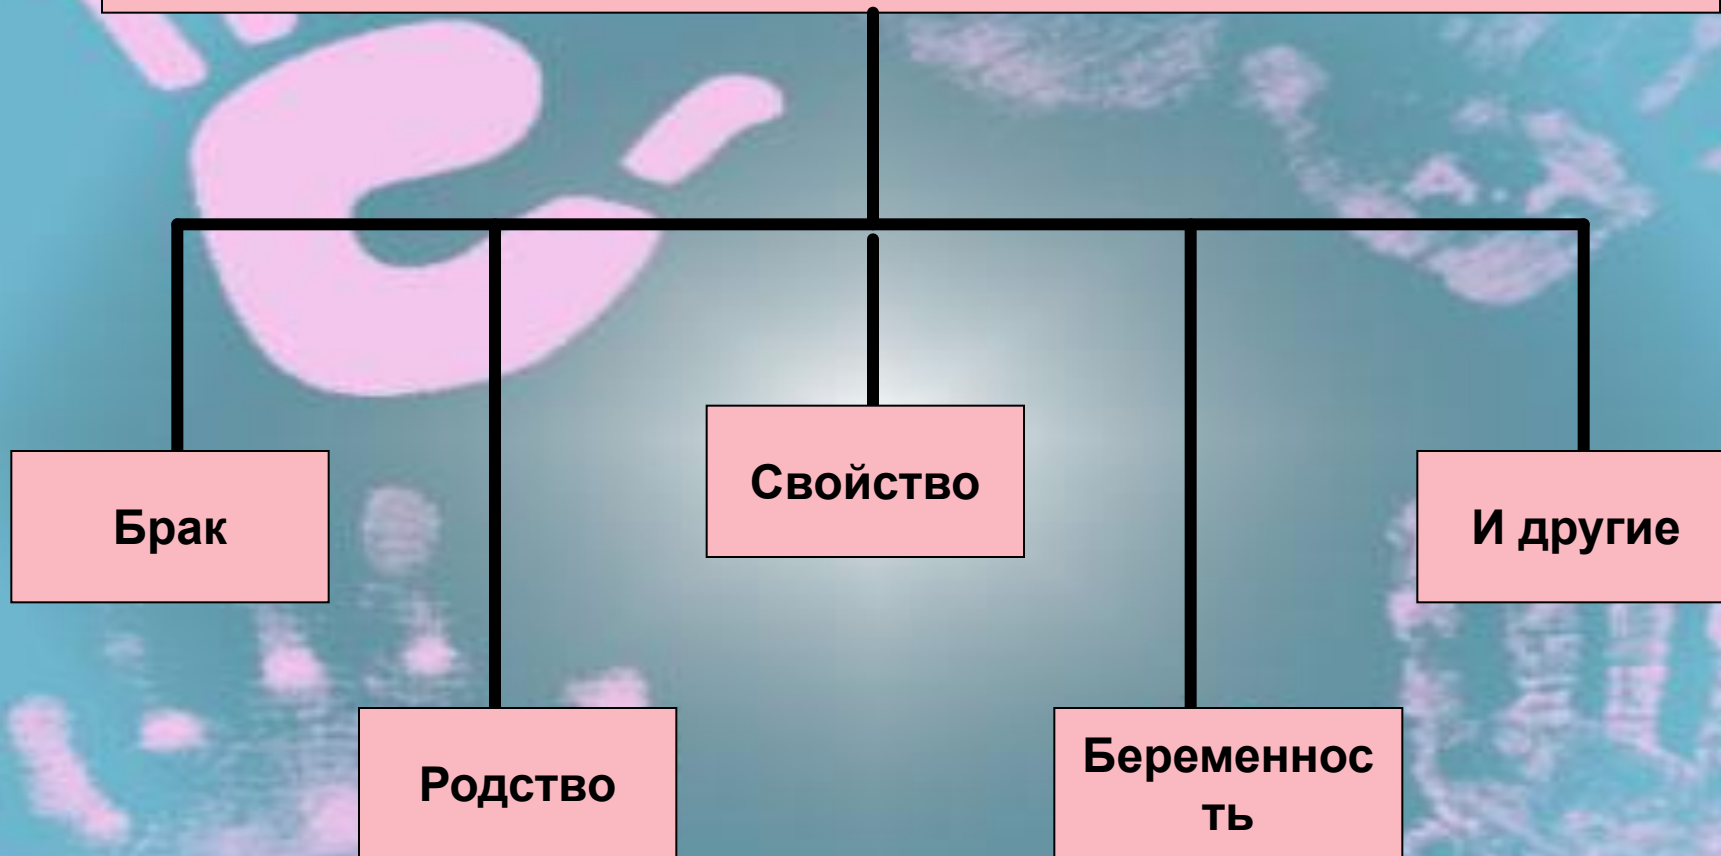 Брак
Родство
Свойство
Беременнос
ть
И другие